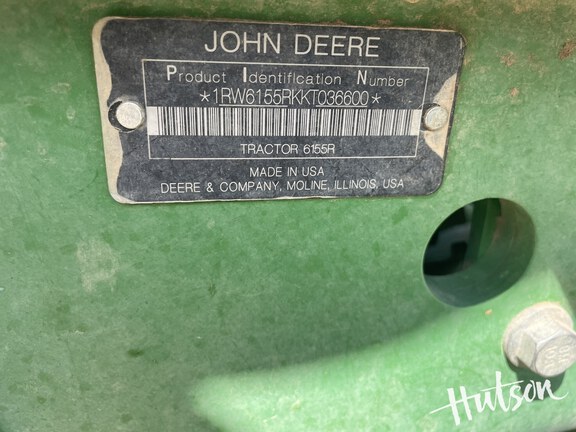 JOHN DEERE
Product Identification Number
*1RW6155RKKT036600*
TRACTOR 6155R
MADE IN USA
DEERE & COMPANY, MOLINE, ILLINOIS, USA
Hutson